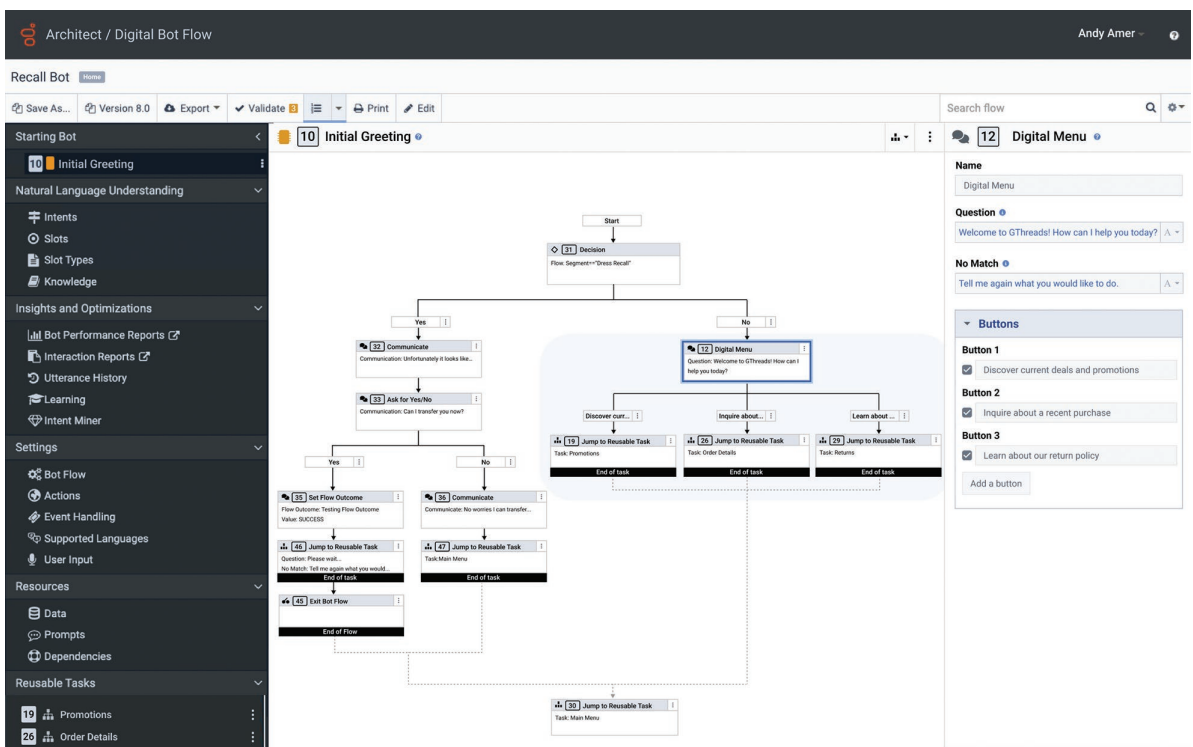 Architect / Digital Bot Flow
Andy Amer
Recall Bot Home
Save As... Version 8.0 Export Validate 3 Print Edit
Search flow
Starting Bot
10 Initial Greeting
Natural Language Understanding
Intents
Slots
Slot Types
Knowledge
Insights and Optimizations
Bot Performance Reports
Interaction Reports
Utterance History
Learning
Intent Miner
Settings
Bot Flow
Actions
Event Handling
Supported Languages
User Input
Resources
Data
Prompts
Dependencies
Reusable Tasks
19 Promotions
26 Order Details
10 Initial Greeting
Start
31 Decision
Flow. Segment=="Dress Recall"
Yes
No
32 Communicate
Communication: Unfortunately it looks like...
33 Ask for Yes/No
Communication: Can I transfer you now?
Yes
No
35 Set Flow Outcome
Flow Outcome: Testing Flow Outcome
Value: SUCCESS
36 Communicate
Communicate: No worries I can transfer...
46 Jump to Reusable Task
Question: Please wait...
No Match: Tell me again what you would...
End of task
47 Jump to Reusable Task
Task:Main Menu
End of task
45 Exit Bot Flow
End of Flow
12 Digital Menu
Question: Welcome to GThreads! How can I
help you today?
Discover curr...
Inquire about...
Learn about ...
19 Jump to Reusable Task
Task: Promotions
End of task
26 Jump to Reusable Task
Task: Order Details
End of task
29 Jump to Reusable Task
Task: Returns
End of task
30 Jump to Reusable Task
Task: Main Menu
12 Digital Menu
Name
Digital Menu
Question
Welcome to GThreads! How can I help you today? A
No Match
Tell me again what you would like to do. A
Buttons
Button 1
Discover current deals and promotions
Button 2
Inquire about a recent purchase
Button 3
Learn about our return policy
Add a button